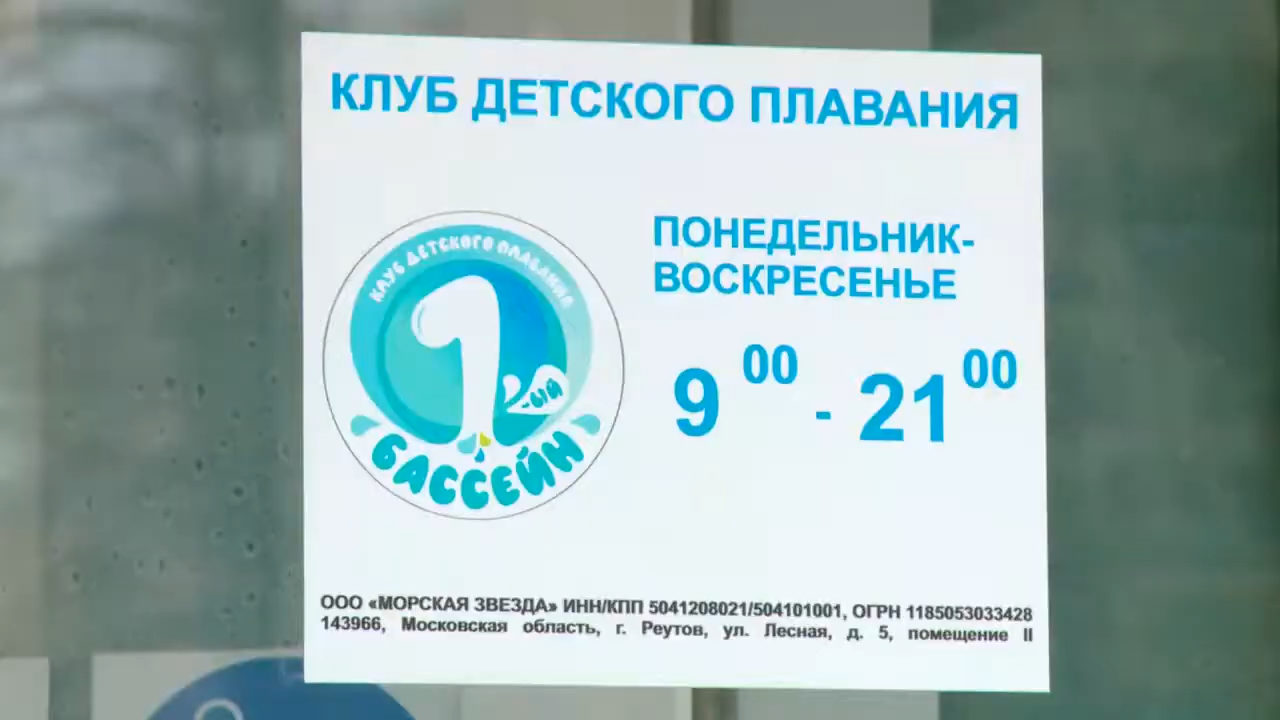 КЛУБ ДЕТСКОГО ПЛАВАНИЯ
КЛУБ ДЕТСКОГО ПЛАВАНИЯ
1
-ЫЙ
БАССЕЙН
ПОНЕДЕЛЬНИК-
ВОСКРЕСЕНЬЕ
9 00 - 21 00
ООО «МОРСКАЯ ЗВЕЗДА» ИНН/КПП 5041208021/504101001, ОГРН 1185053033428
143966, Московская область, г. Реутов, ул. Лесная, д. 5, помещение II